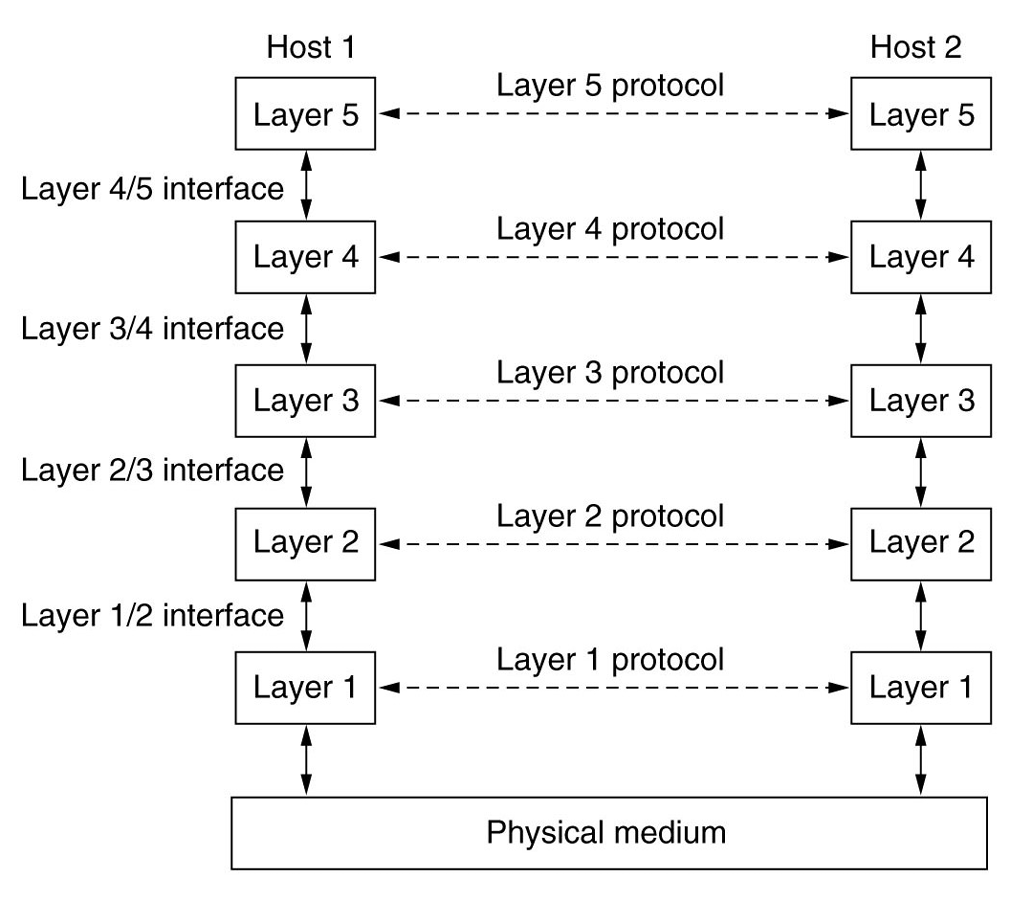 Host 1
Host 2
Layer 5 protocol
Layer 5
Layer 5
Layer 4/5 interface
Layer 4 protocol
Layer 4
Layer 4
Layer 3/4 interface
Layer 3 protocol
Layer 3
Layer 3
Layer 2/3 interface
Layer 2 protocol
Layer 2
Layer 2
Layer 1/2 interface
Layer 1 protocol
Layer 1
Layer 1
Physical medium